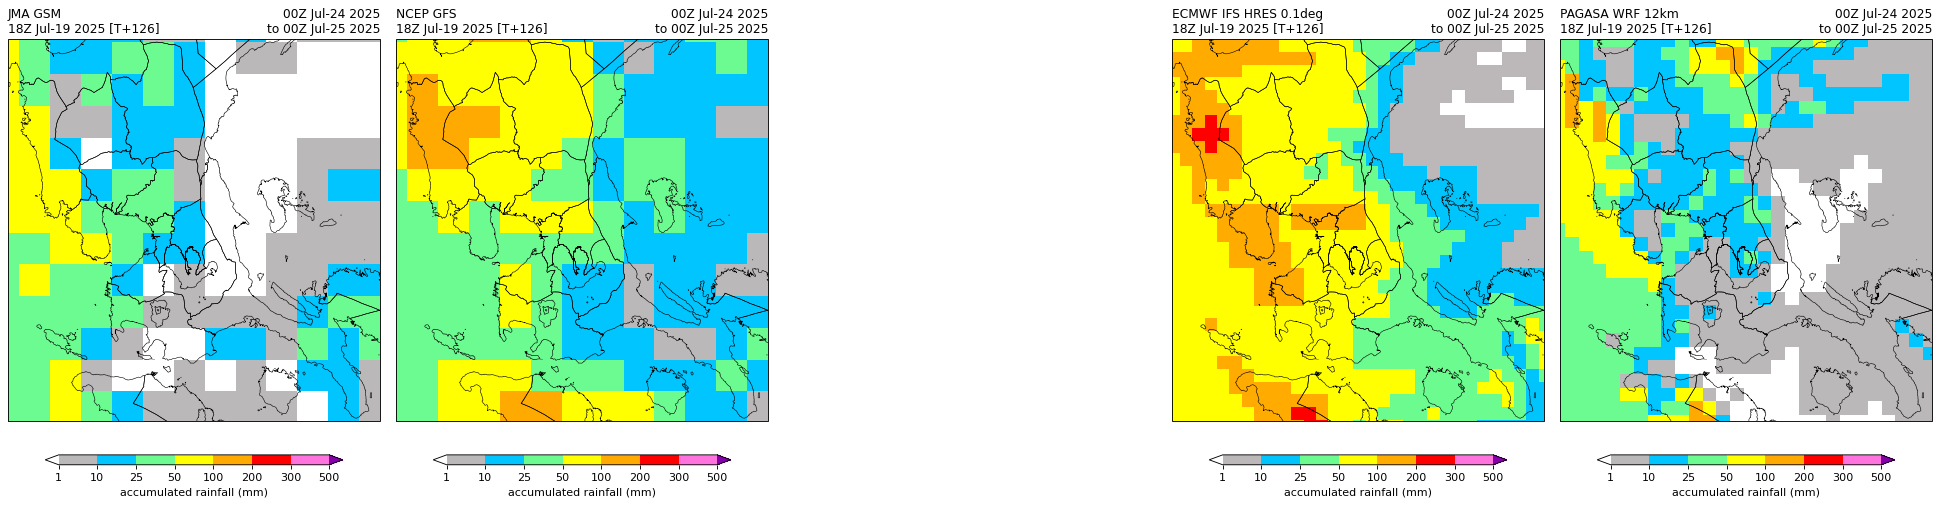 JMA GSM 00Z Jul-24 2025
18Z Jul-19 2025 [T+126] to 00Z Jul-25 2025
1 10 25 50 100 200 300 500
accumulated rainfall (mm)
NCEP GFS 00Z Jul-24 2025
18Z Jul-19 2025 [T+126] to 00Z Jul-25 2025
1 10 25 50 100 200 300 500
accumulated rainfall (mm)
ECMWF IFS HRES 0.1deg 00Z Jul-24 2025
18Z Jul-19 2025 [T+126] to 00Z Jul-25 2025
1 10 25 50 100 200 300 500
accumulated rainfall (mm)
PAGASA WRF 12km 00Z Jul-24 2025
18Z Jul-19 2025 [T+126] to 00Z Jul-25 2025
1 10 25 50 100 200 300 500
accumulated rainfall (mm)